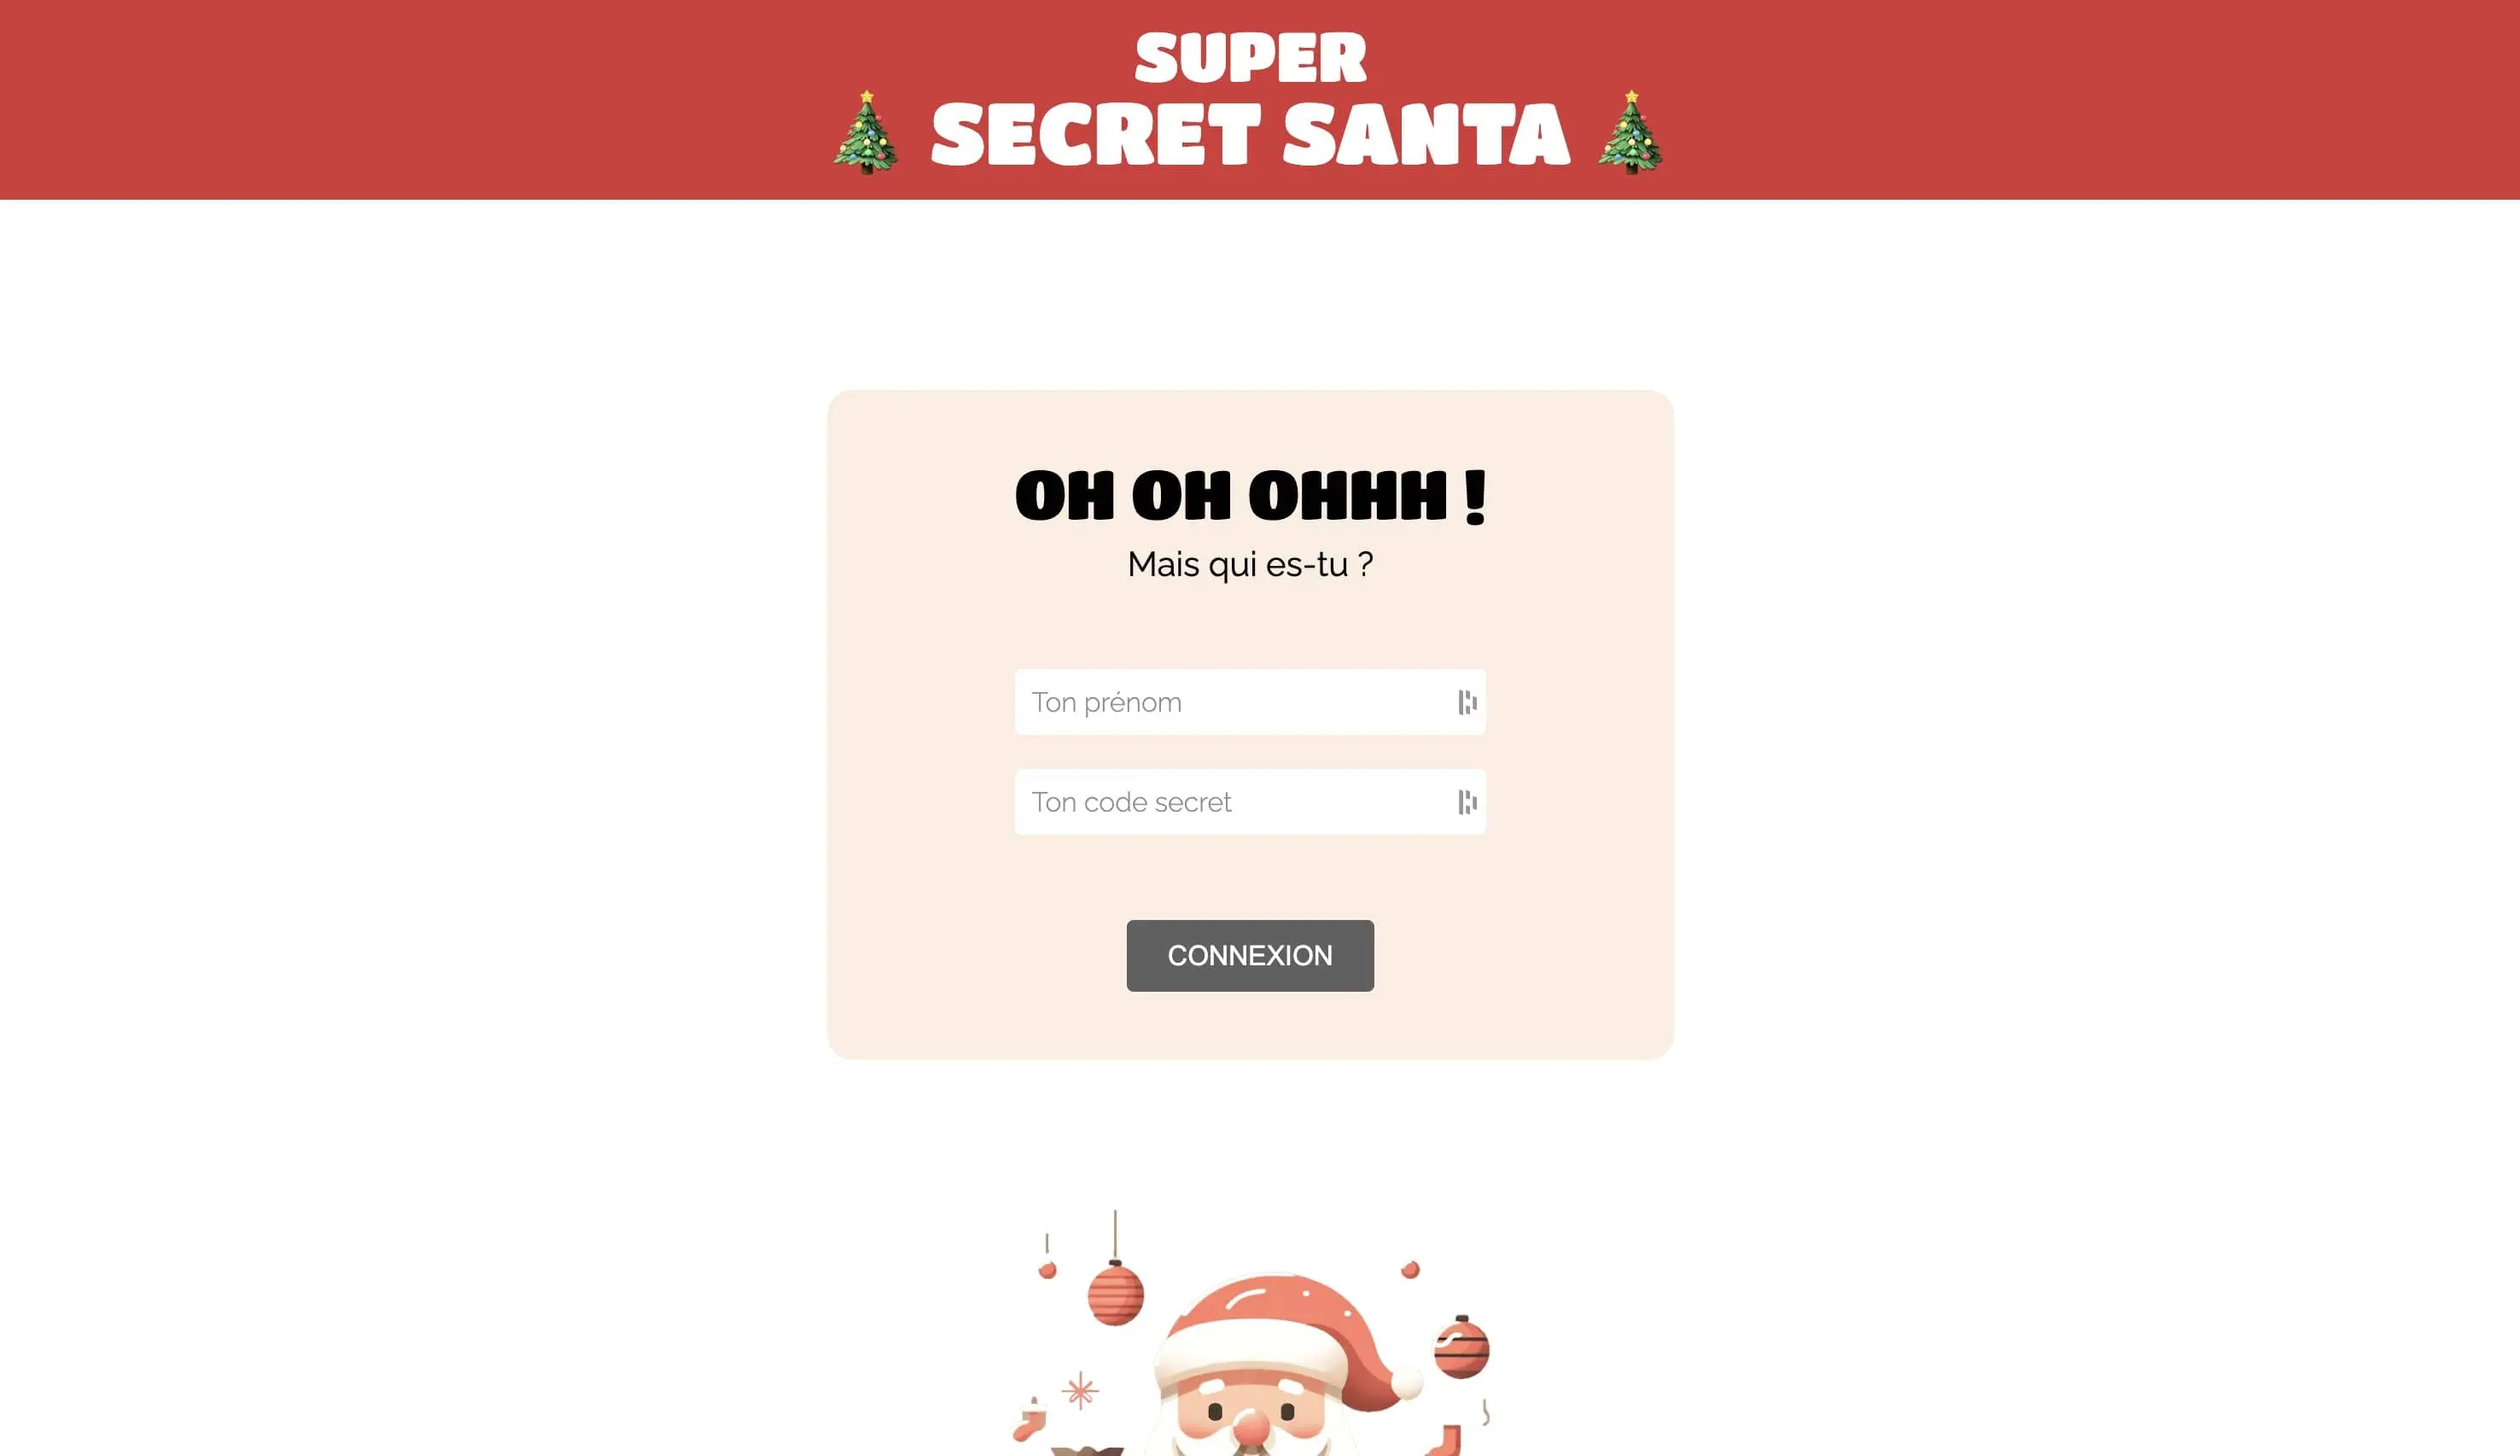 SUPER
SECRET SANTA
OH OH OHHH !
Mais qui es-tu ?
Ton prénom
Ton code secret
CONNEXION